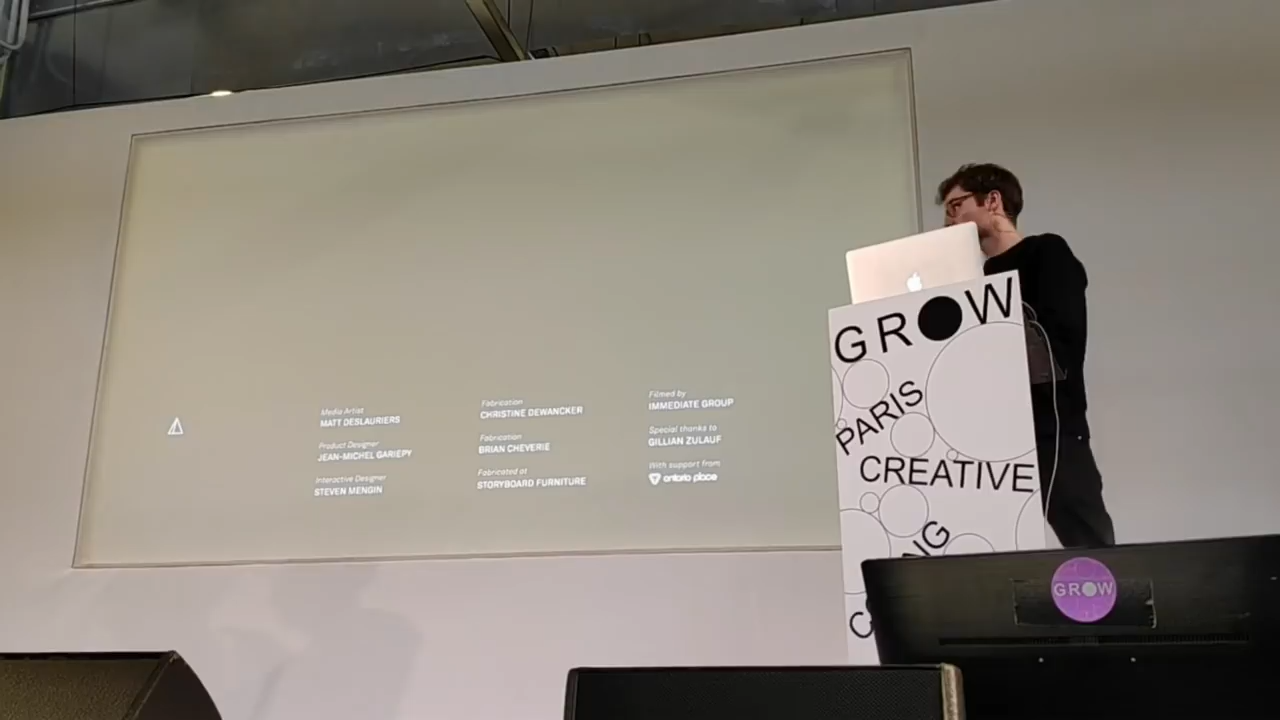 Media Artist
MATT DESLAURIERS
Product Designer
JEAN-MICHEL GARIEPY
Interactive Designer
STEVEN MENGIN
Fabrication
CHRISTINE DEWANCKER
Fabrication
BRIAN CHEVERIE
Fabricated at
STORYBOARD FURNITURE
Filmed by
IMMEDIATE GROUP
Special thanks to
GILLIAN ZULAUF
With support from
ontario place
GROW
PARIS
CREATIVE
GROW